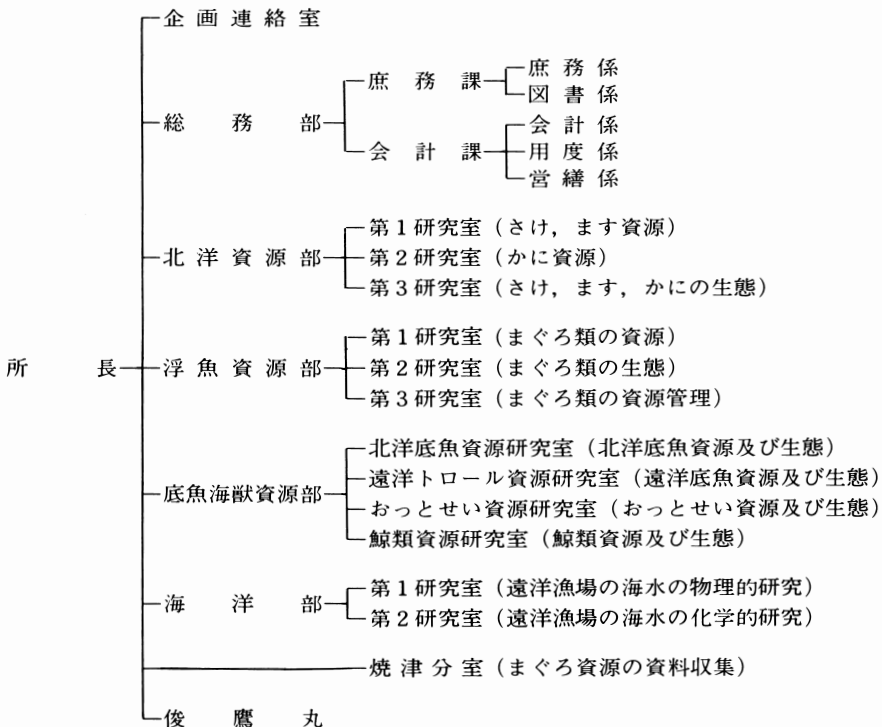 企画連絡室
庶務係
庶務課
図書係
総務部
会計係
会計課
用度係
営繕係
第1研究室(さけ,ます資源)
北洋資源部
第2研究室(かに資源)
第3研究室(さけ,ます,かにの生態)
第1研究室(まぐろ類の資源)
所長
浮魚資源部
第2研究室(まぐろ類の生態)
第3研究室(まぐろ類の資源管理)
北洋底魚資源研究室(北洋底魚資源及び生態)
遠洋トロール資源研究室(遠洋底魚資源及び生態)
底魚海獣資源部
おっとせい資源研究室(おっとせい資源及び生態)
鯨類資源研究室(鯨類資源及び生態)
第1研究室(遠洋漁場の海水の物理的研究)
海洋部
第2研究室(遠洋漁場の海水の化学的研究)
焼津分室(まぐろ資源の資料収集)
俊鷹丸